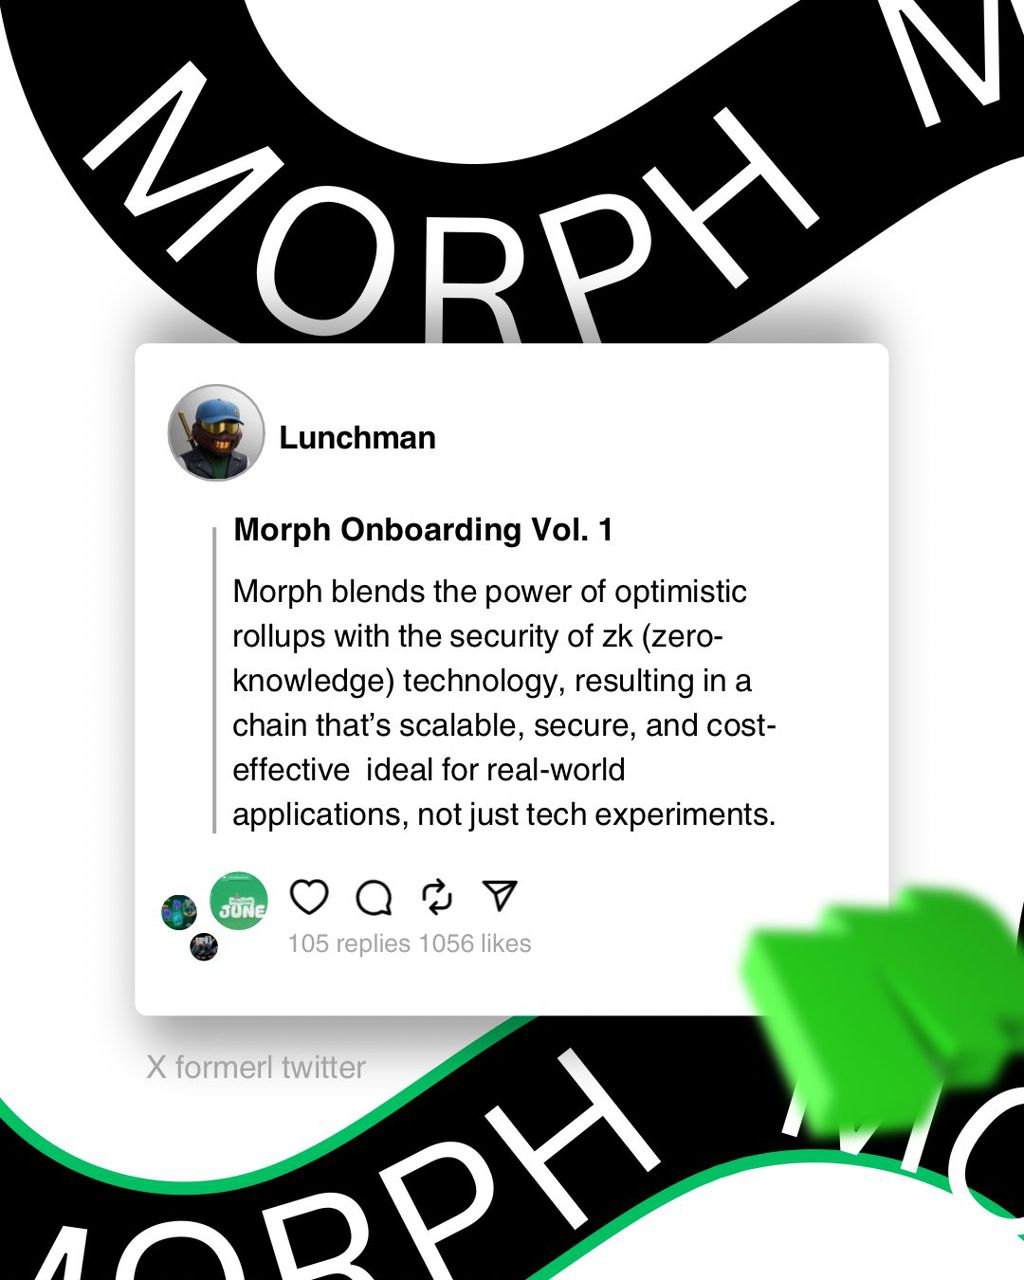 MORPH
M
Lunchman
Morph Onboarding Vol. 1
Morph blends the power of optimistic
rollups with the security of zk (zero-
knowledge) technology, resulting in a
chain that’s scalable, secure, and cost-
effective  ideal for real-world
applications, not just tech experiments.
JUNE
105 replies 1056 likes
X formerl twitter
MORPH
MO